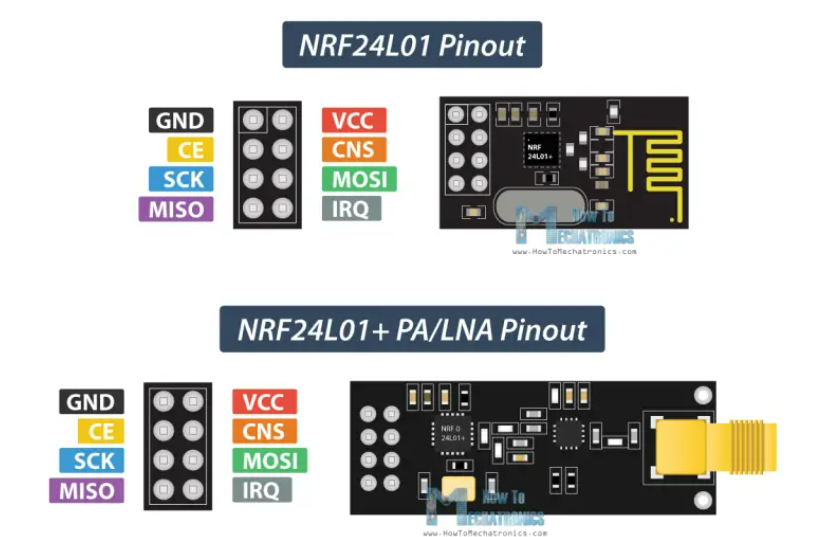 NRF24L01 Pinout
GND VCC
CE CNS
SCK MOSI
MISO IRQ
NRF
24L01+
How To
MECHATRONICS
www.HowToMechatronics.com
NRF24L01+ PA/LNA Pinout
GND VCC
CE CNS
SCK MOSI
MISO IRQ
NRF 0
24L01+
How To
MECHATRONICS
www.HowToMechatronics.com